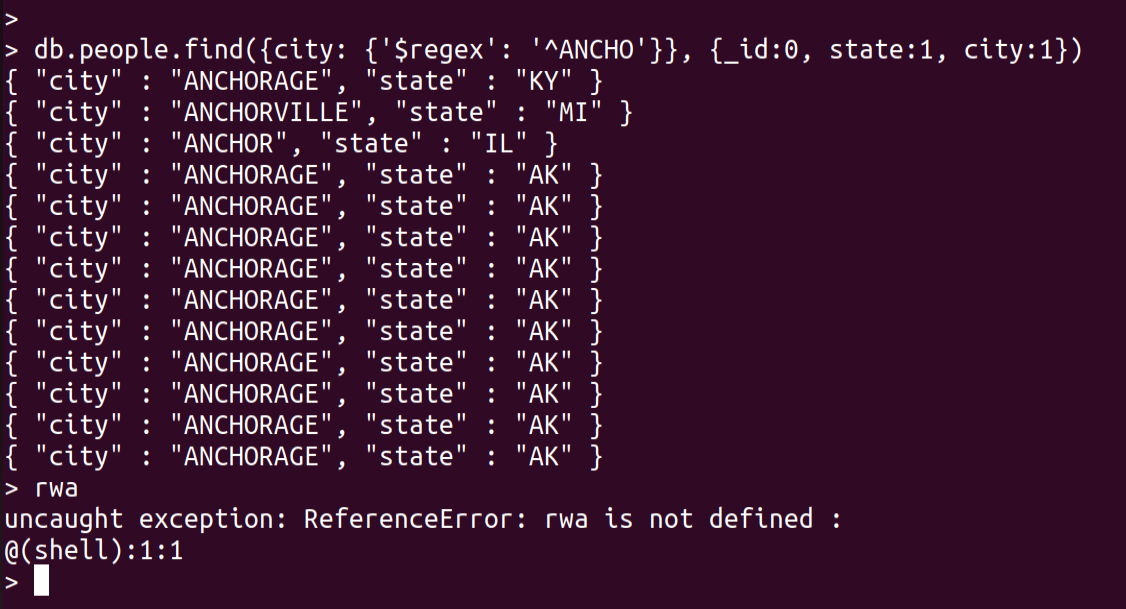 >
> db.people.find({city: {'$regex': '^ANCHO'}}, {_id:0, state:1, city:1})
{ "city" : "ANCHORAGE", "state" : "KY" }
{ "city" : "ANCHORVILLE", "state" : "MI" }
{ "city" : "ANCHOR", "state" : "IL" }
{ "city" : "ANCHORAGE", "state" : "AK" }
{ "city" : "ANCHORAGE", "state" : "AK" }
{ "city" : "ANCHORAGE", "state" : "AK" }
{ "city" : "ANCHORAGE", "state" : "AK" }
{ "city" : "ANCHORAGE", "state" : "AK" }
{ "city" : "ANCHORAGE", "state" : "AK" }
{ "city" : "ANCHORAGE", "state" : "AK" }
{ "city" : "ANCHORAGE", "state" : "AK" }
{ "city" : "ANCHORAGE", "state" : "AK" }
{ "city" : "ANCHORAGE", "state" : "AK" }
> rwa
uncaught exception: ReferenceError: rwa is not defined :
@(shell):1:1
>